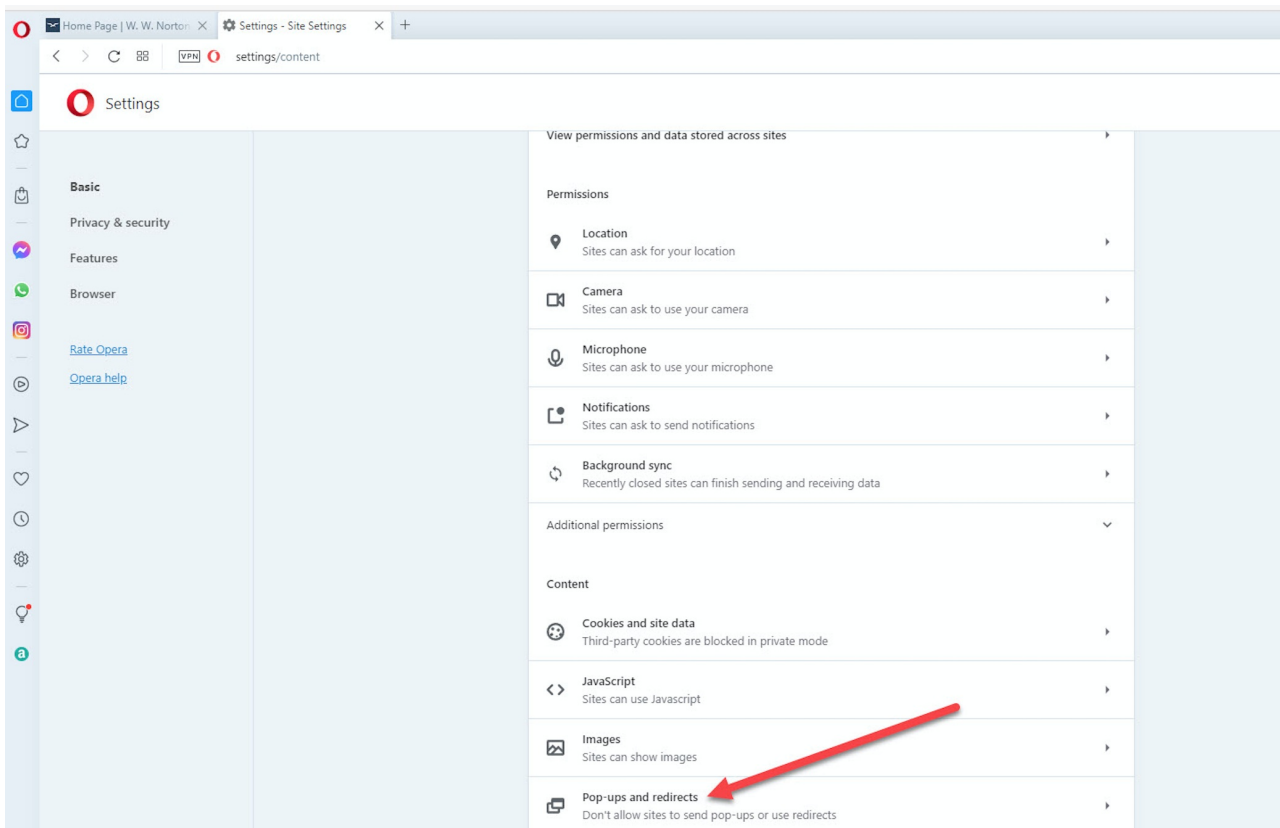 Home Page | W. W. Norton
Settings - Site Settings
VPN
settings/content
Settings
Basic
Privacy & security
Features
Browser
Rate Opera
Opera help
View permissions and data stored across sites
Permissions
Location
Sites can ask for your location
Camera
Sites can ask to use your camera
Microphone
Sites can ask to use your microphone
Notifications
Sites can ask to send notifications
Background sync
Recently closed sites can finish sending and receiving data
Additional permissions
Content
Cookies and site data
Third-party cookies are blocked in private mode
JavaScript
Sites can use Javascript
Images
Sites can show images
Pop-ups and redirects
Don't allow sites to send pop-ups or use redirects